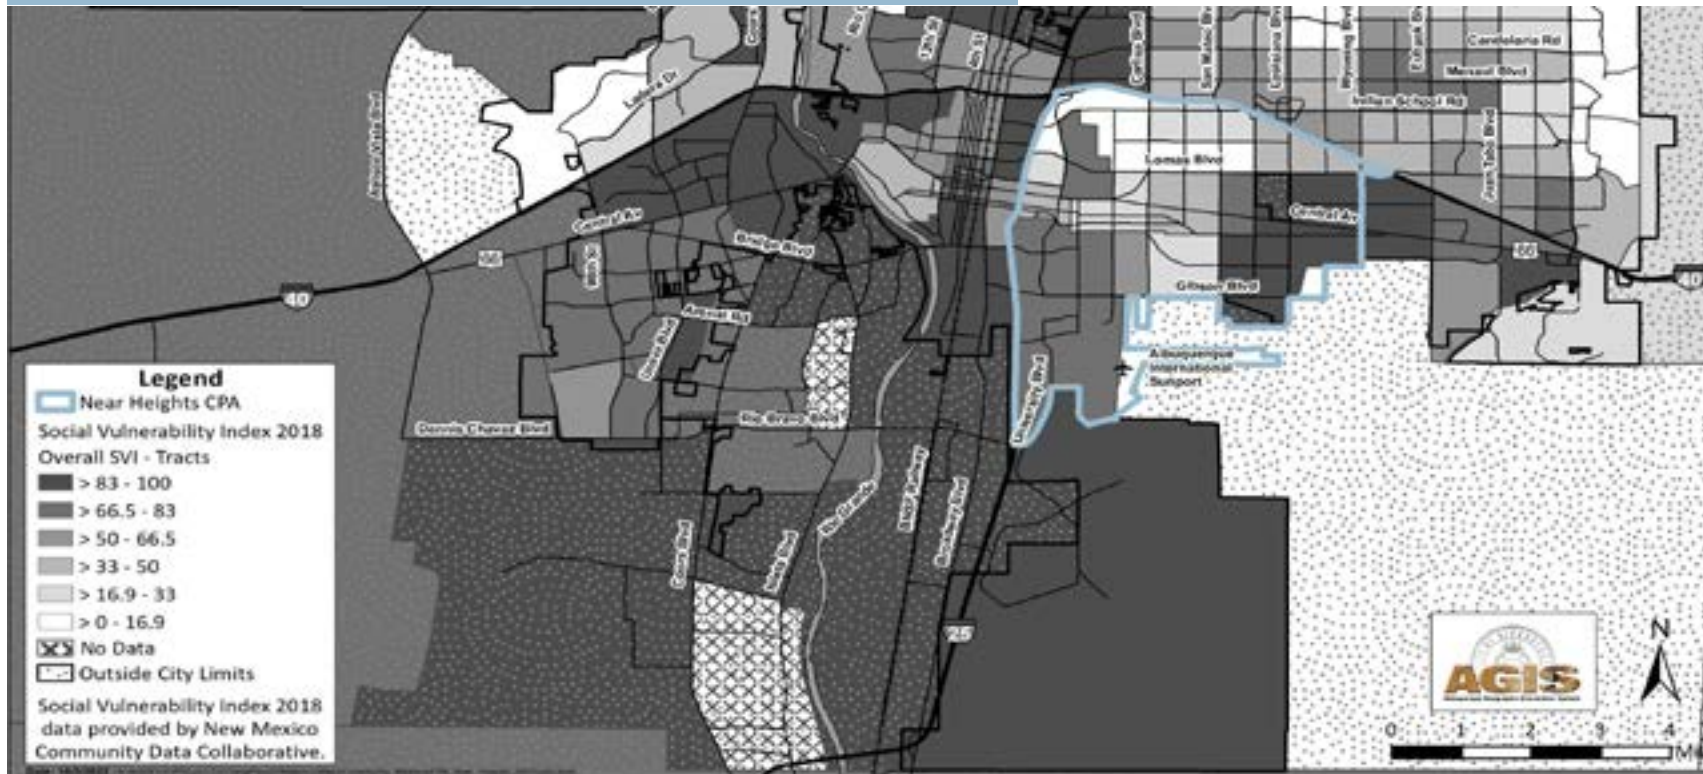 12th St
4th St
Carlisle Blvd
San Mateo Blvd
Louisiana Blvd
Wyoming Blvd
Eubank Blvd
Candelaria Rd
Menaul Blvd
Indian School Rd
Juan Tabo Blvd
Ladera Dr
Lomas Blvd
Central Av
Central Av
Bridge Blvd
98th St
40
Gibson Blvd
Arenal Rd
Albuquerque
International
Sunport
University Blvd
Rio Bravo Blvd
Dennis Chavez Blvd
Coors Blvd
Isleta Blvd
Rio Grande
Broadway Blvd
25
Legend
Near Heights CPA
Social Vulnerability Index 2018
Overall SVI - Tracts
> 83 - 100
> 66.5 - 83
> 50 - 66.5
> 33 - 50
> 16.9 - 33
> 0 - 16.9
No Data
Outside City Limits
Social Vulnerability Index 2018
data provided by New Mexico
Community Data Collaborative.
AGIS
N
0 1 2 3 4